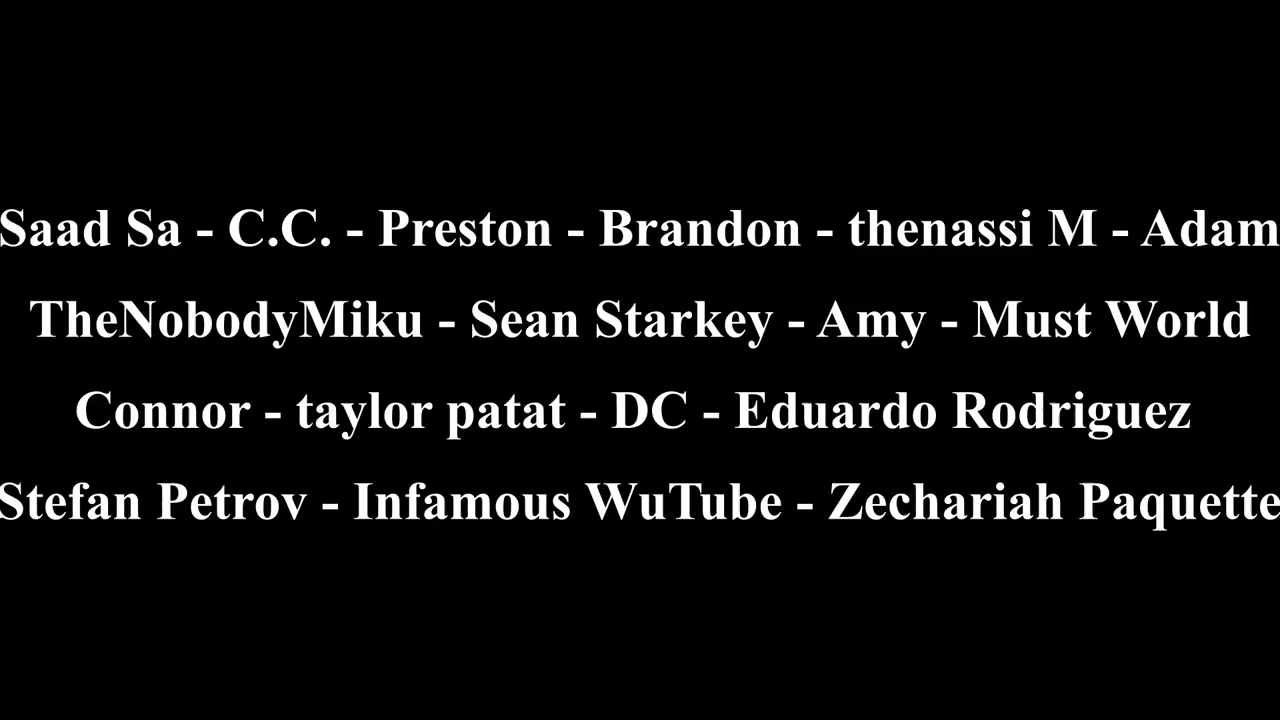 Saad Sa - C.C. - Preston - Brandon - thenassi M - Adam
TheNobodyMiku - Sean Starkey - Amy - Must World
Connor - taylor patat - DC - Eduardo Rodriguez
Stefan Petrov - Infamous WuTube - Zechariah Paquette